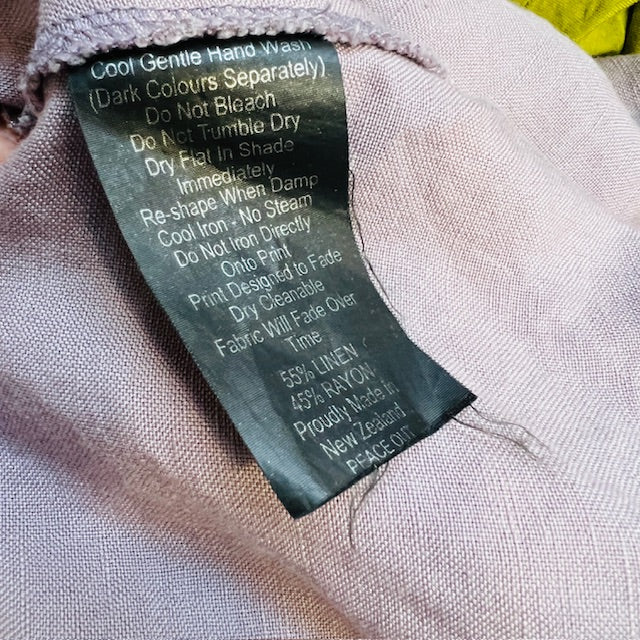 Cool Gentle Hand Wash
(Dark Colours Separately)
Do Not Bleach
Do Not Tumble Dry
Dry Flat In Shade
Immediately
Re-shape When Damp
Cool Iron - No Steam
Do Not Iron Directly
Onto Print
Print Designed to Fade
Dry Cleanable
Fabric Will Fade Over
Time
55% LINEN
45% RAYON
Proudly Made in
New Zealand
PEACE OUT